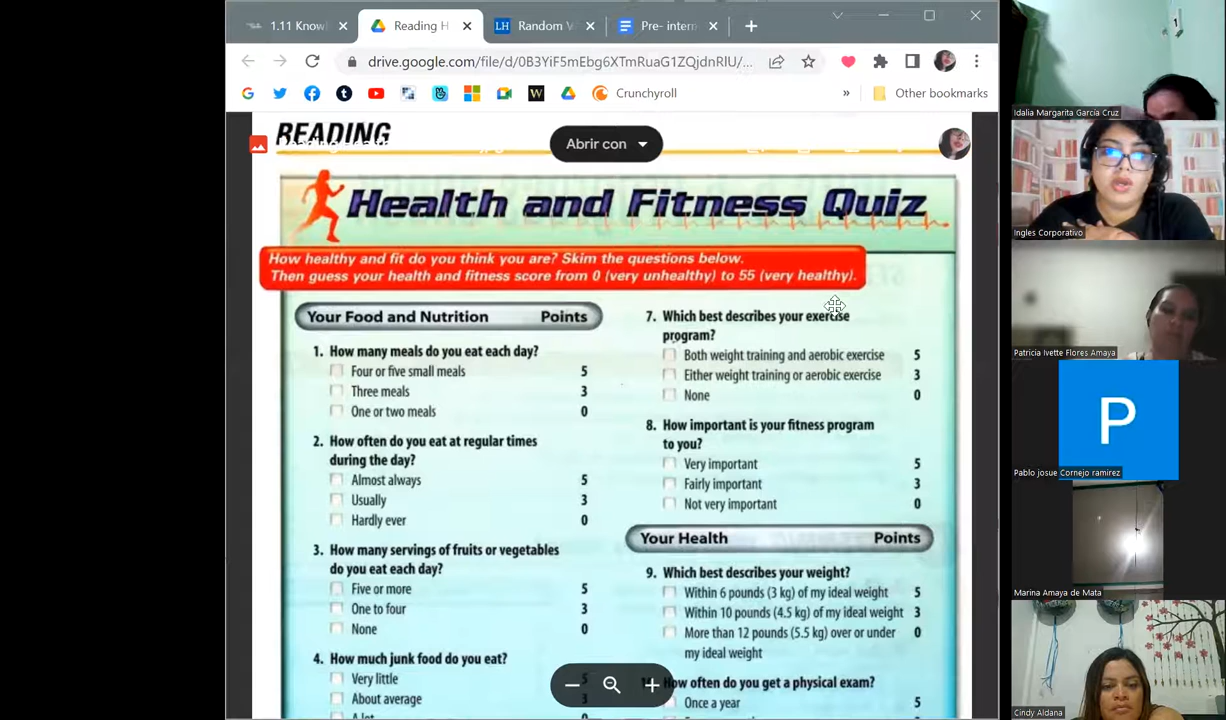 1.11 Know
Reading H
Random V
Pre- intern
drive.google.com/file/d/0B3YiF5mEbg6XTmRuaG1ZQjdnRlU/...
Crunchyroll
»
Other bookmarks
READING
Abrir con
Health and Fitness Quiz
How healthy and fit do you think you are? Skim the questions below.
Then guess your health and fitness score from 0 (very unhealthy) to 55 (very healthy).
Your Food and Nutrition Points
1. How many meals do you eat each day?
Four or five small meals 5
Three meals 3
One or two meals 0
2. How often do you eat at regular times
during the day?
Almost always 5
Usually 3
Hardly ever 0
3. How many servings of fruits or vegetables
do you eat each day?
Five or more 5
One to four 3
None 0
4. How much junk food do you eat?
Very little 5
About average 3
A lot
7. Which best describes your exercise
program?
Both weight training and aerobic exercise 5
Either weight training or aerobic exercise 3
None 0
8. How important is your fitness program
to you?
Very important 5
Fairly important 3
Not very important 0
Your Health Points
9. Which best describes your weight?
Within 6 pounds (3 kg) of my ideal weight 5
Within 10 pounds (4.5 kg) of my ideal weight 3
More than 12 pounds (5.5 kg) over or under 0
my ideal weight
How often do you get a physical exam?
Once a year 5
1
Idalia Margarita García Cruz
Ingles Corporativo
Patricia Ivette Flores Amaya
P
Pablo josue Cornejo ramirez
Marina Amaya de Mata
Cindy Aldana